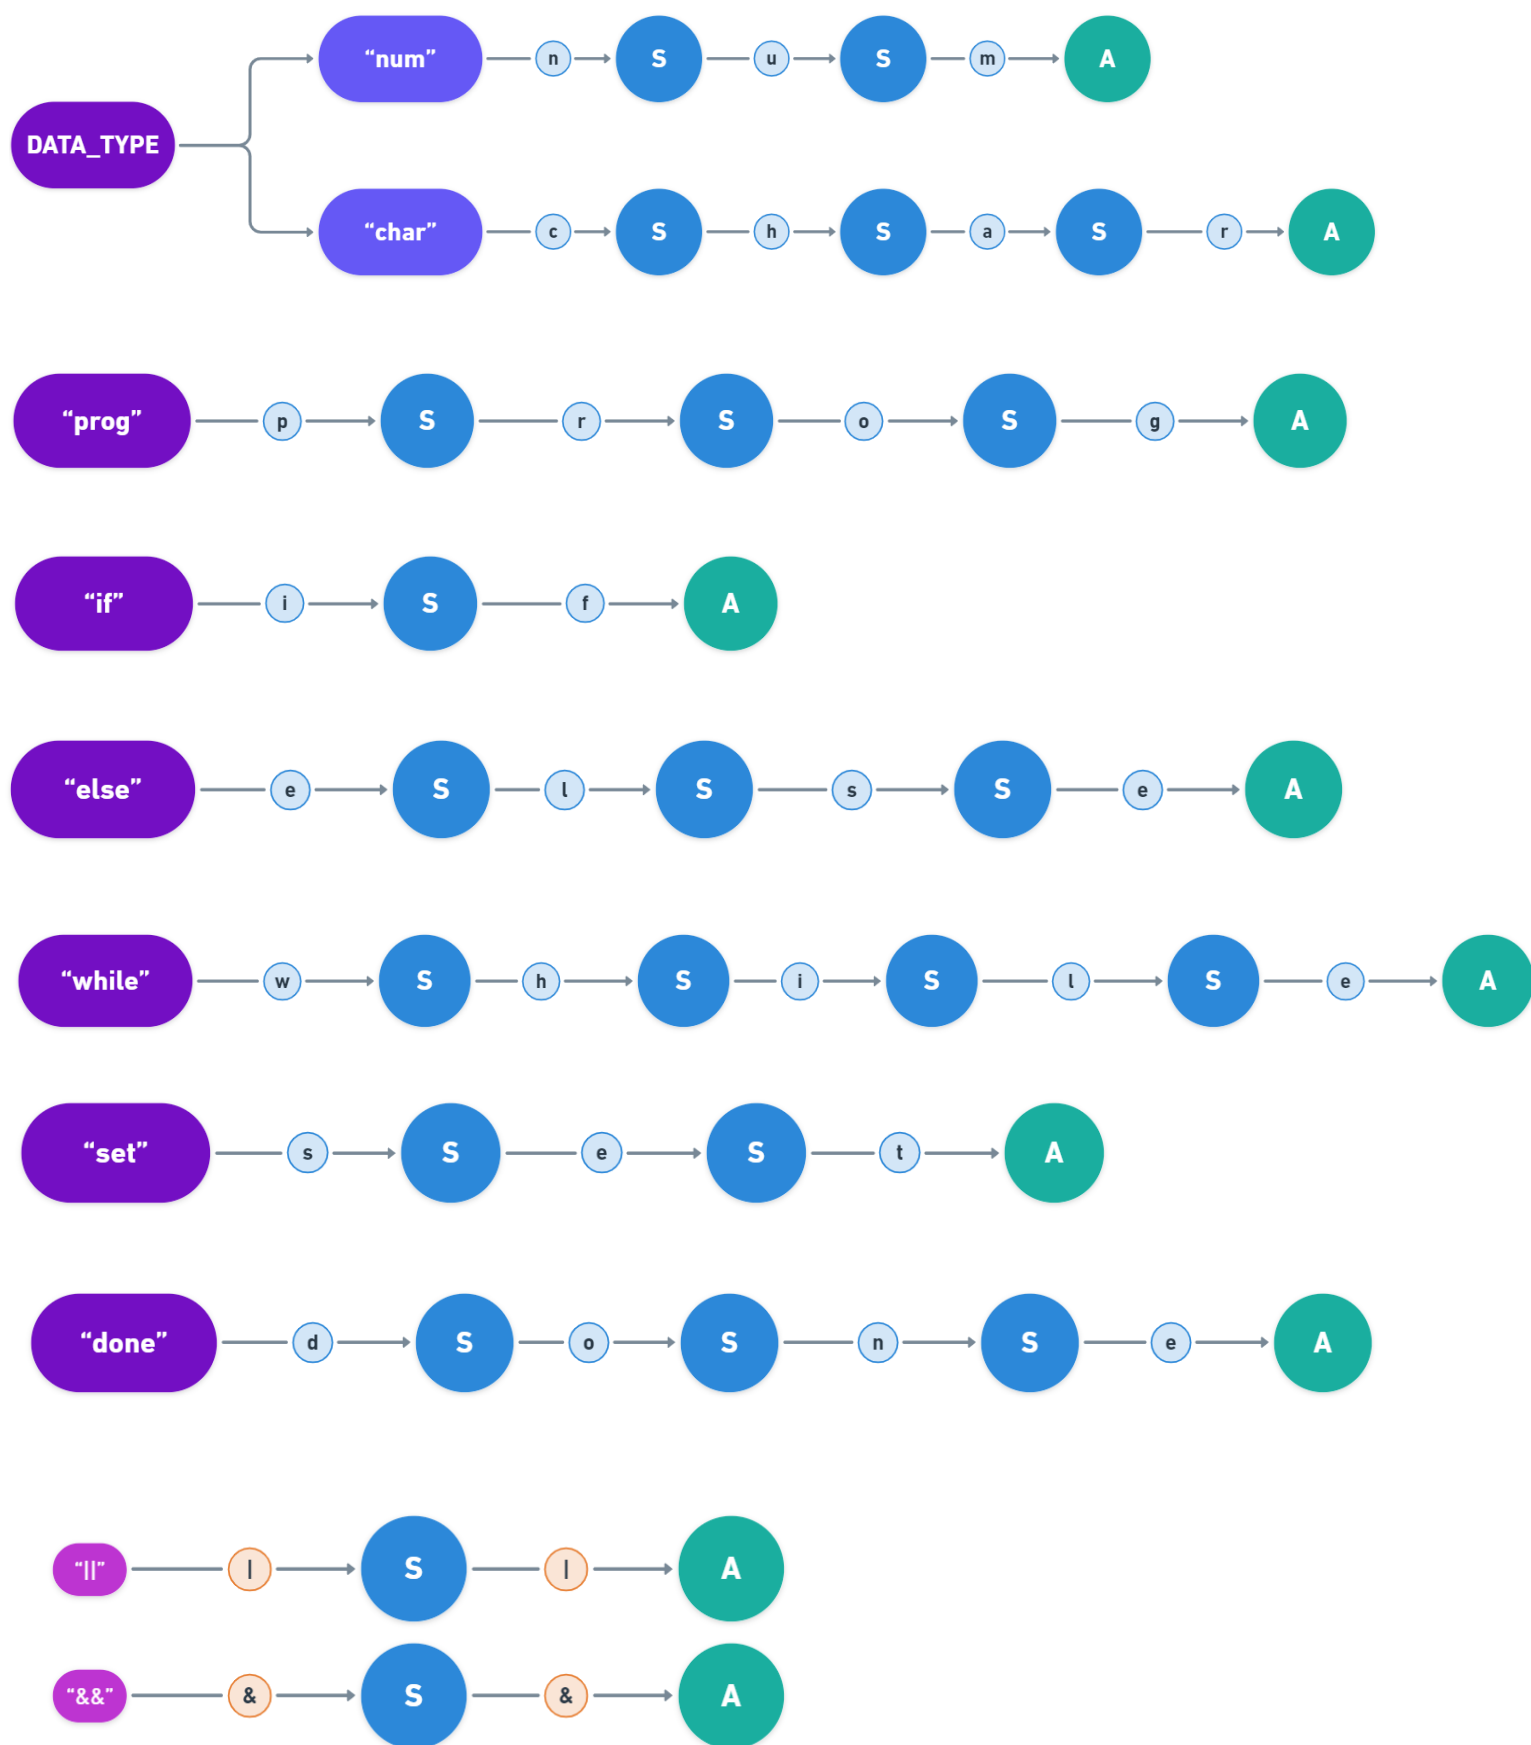 “num” n S u S m A
DATA_TYPE
“char” c S h S a S r A
“prog” p S r S o S g A
“if” i S f A
“else” e S l S s S e A
“while” w S h S i S l S e A
“set” s S e S t A
“done” d S o S n S e A
“||” | S | A
“&&” & S & A